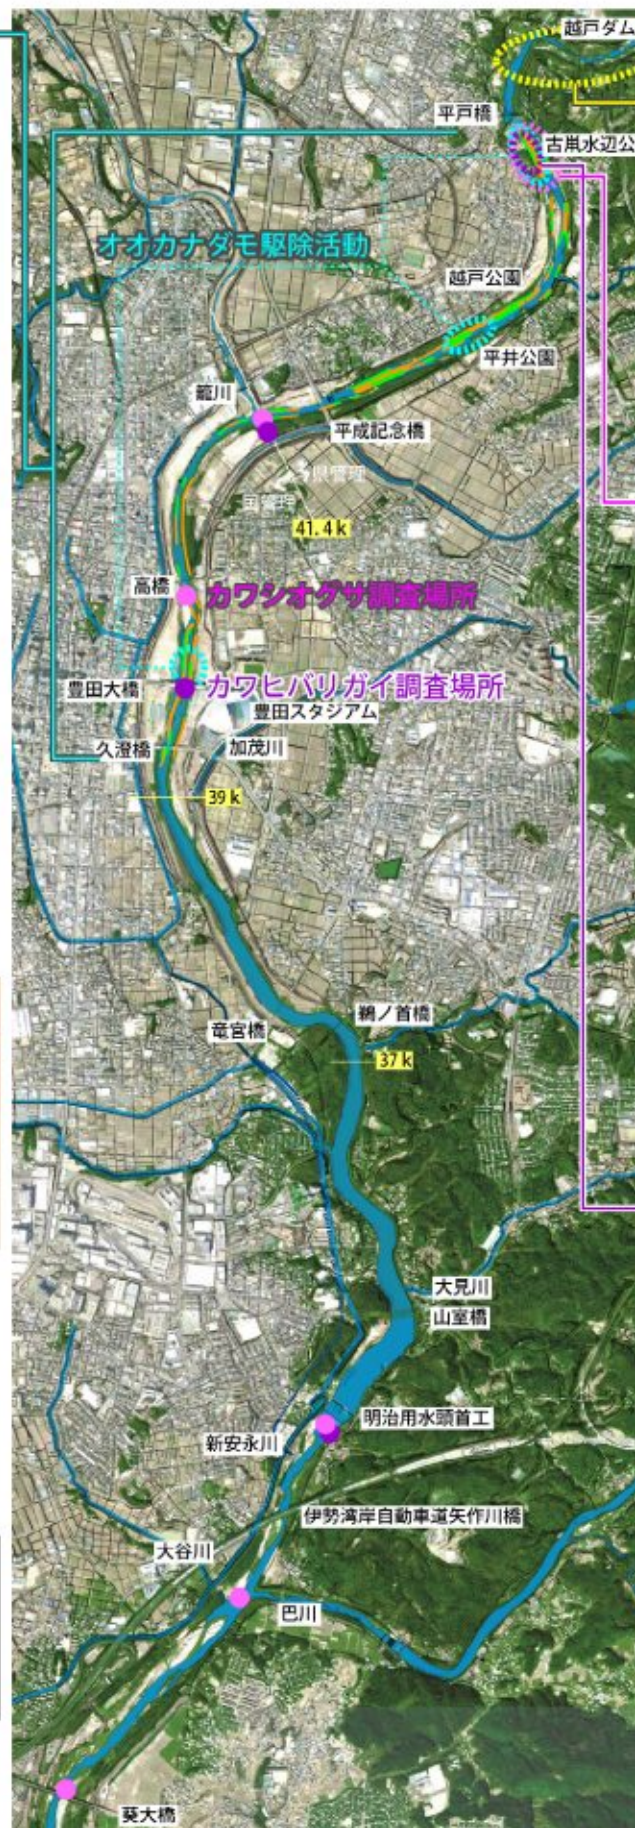 越戸ダム
平戸橋
古鼡水辺公
オオカナダモ駆除活動
越戸公園
平井公園
籠川
平成記念橋
県管理
国管理
41.4k
高橋
カワシオグサ調査場所
豊田大橋
カワヒバリガイ調査場所
豊田スタジアム
久澄橋
加茂川
39k
鵜ノ首橋
竜宮橋
37k
大見川
山室橋
明治用水頭首工
新安永川
伊勢湾岸自動車道矢作川橋
大谷川
巴川
葵大橋